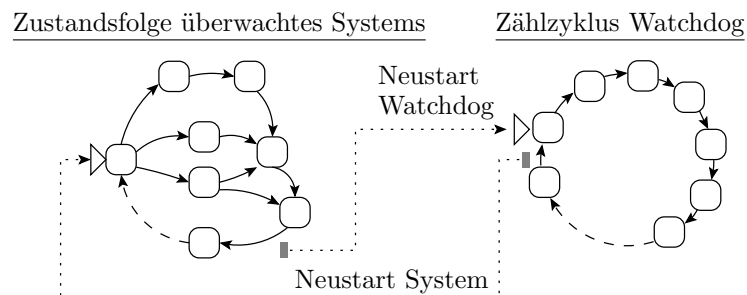 Zustandsfolge überwachtes Systems
Zählzyklus Watchdog
Neustart
Watchdog
Neustart System